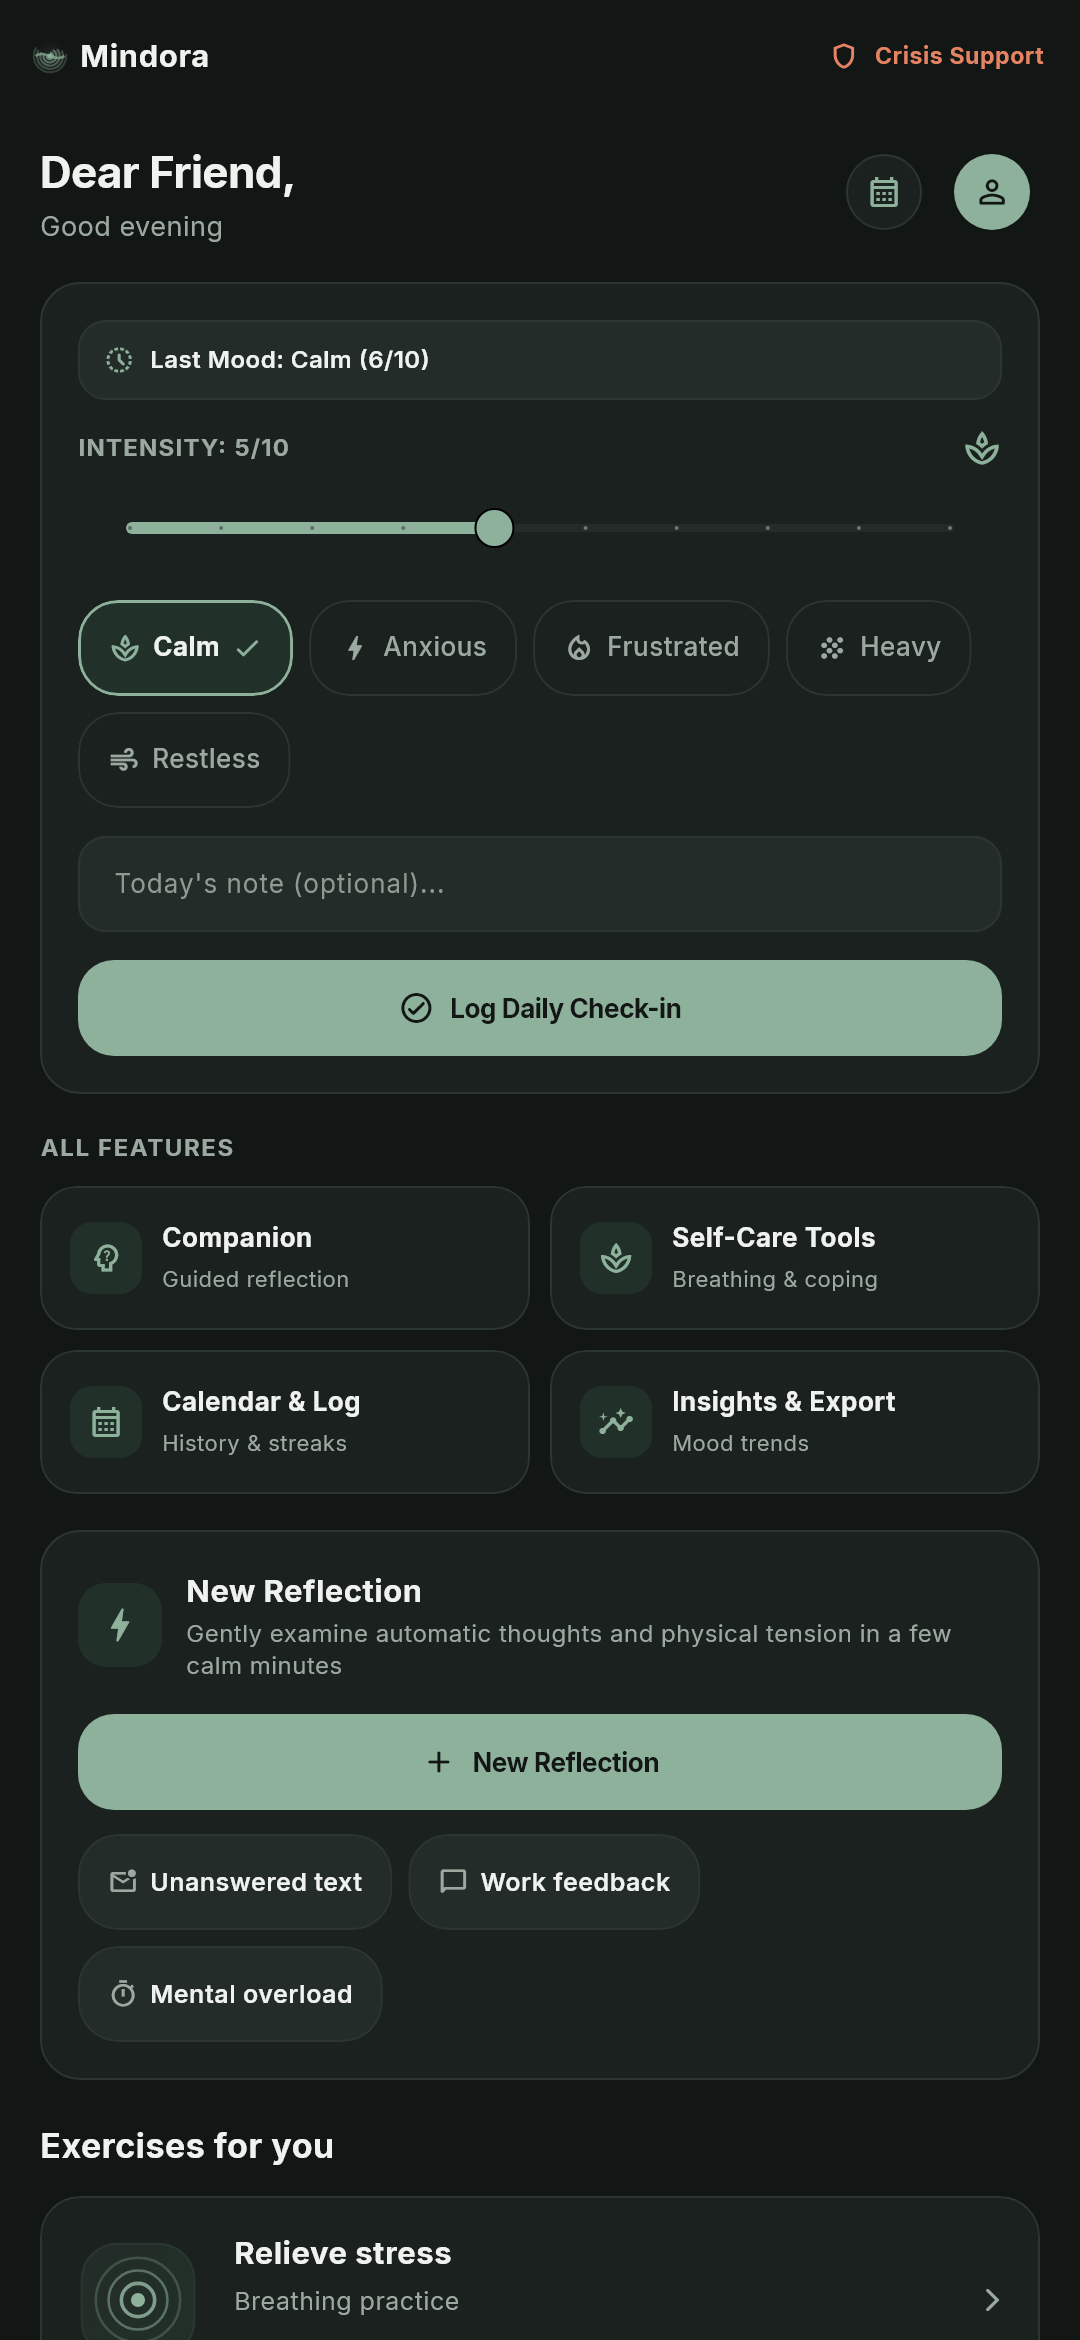 Mindora
Crisis Support
Dear Friend,
Good evening
Last Mood: Calm (6/10)
INTENSITY: 5/10
Calm
Anxious
Frustrated
Heavy
Restless
Today's note (optional)...
Log Daily Check-in
ALL FEATURES
Companion
Guided reflection
Self-Care Tools
Breathing & coping
Calendar & Log
History & streaks
Insights & Export
Mood trends
New Reflection
Gently examine automatic thoughts and physical tension in a few
calm minutes
New Reflection
Unanswered text
Work feedback
Mental overload
Exercises for you
Relieve stress
Breathing practice